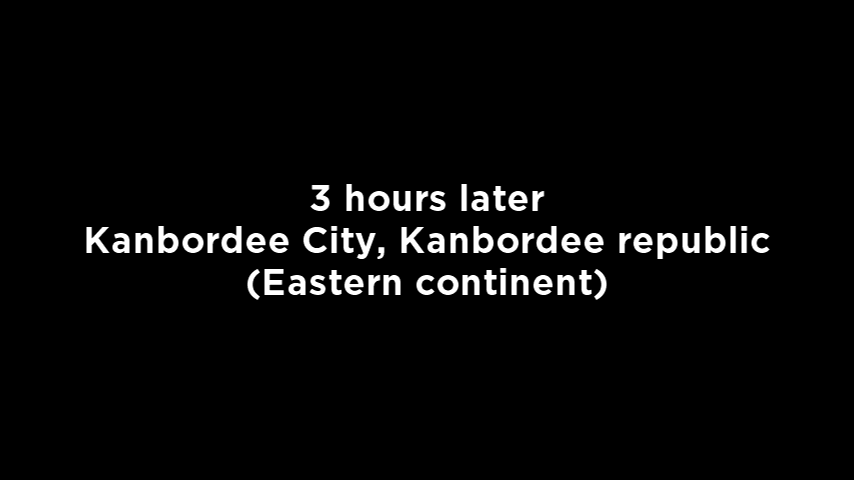 3 hours later
Kanbordee City, Kanbordee republic
(Eastern continent)